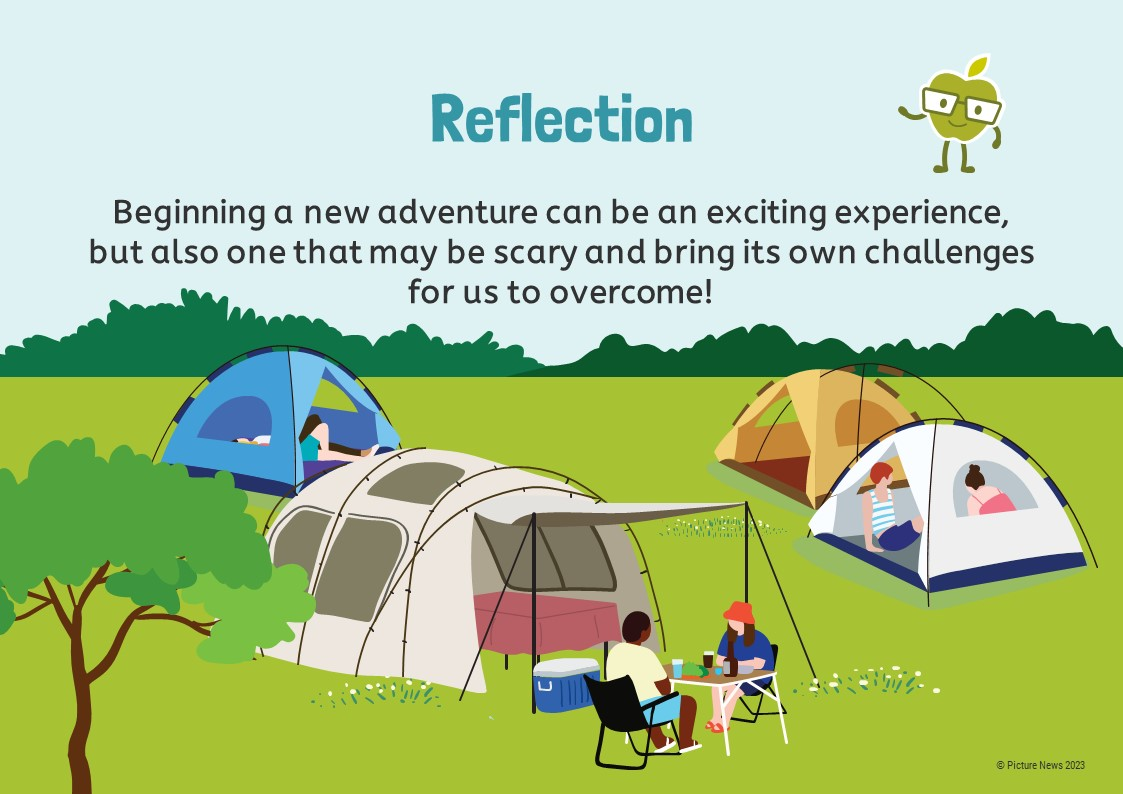 Reflection
Beginning a new adventure can be an exciting experience,
but also one that may be scary and bring its own challenges
for us to overcome!
© Picture News 2023